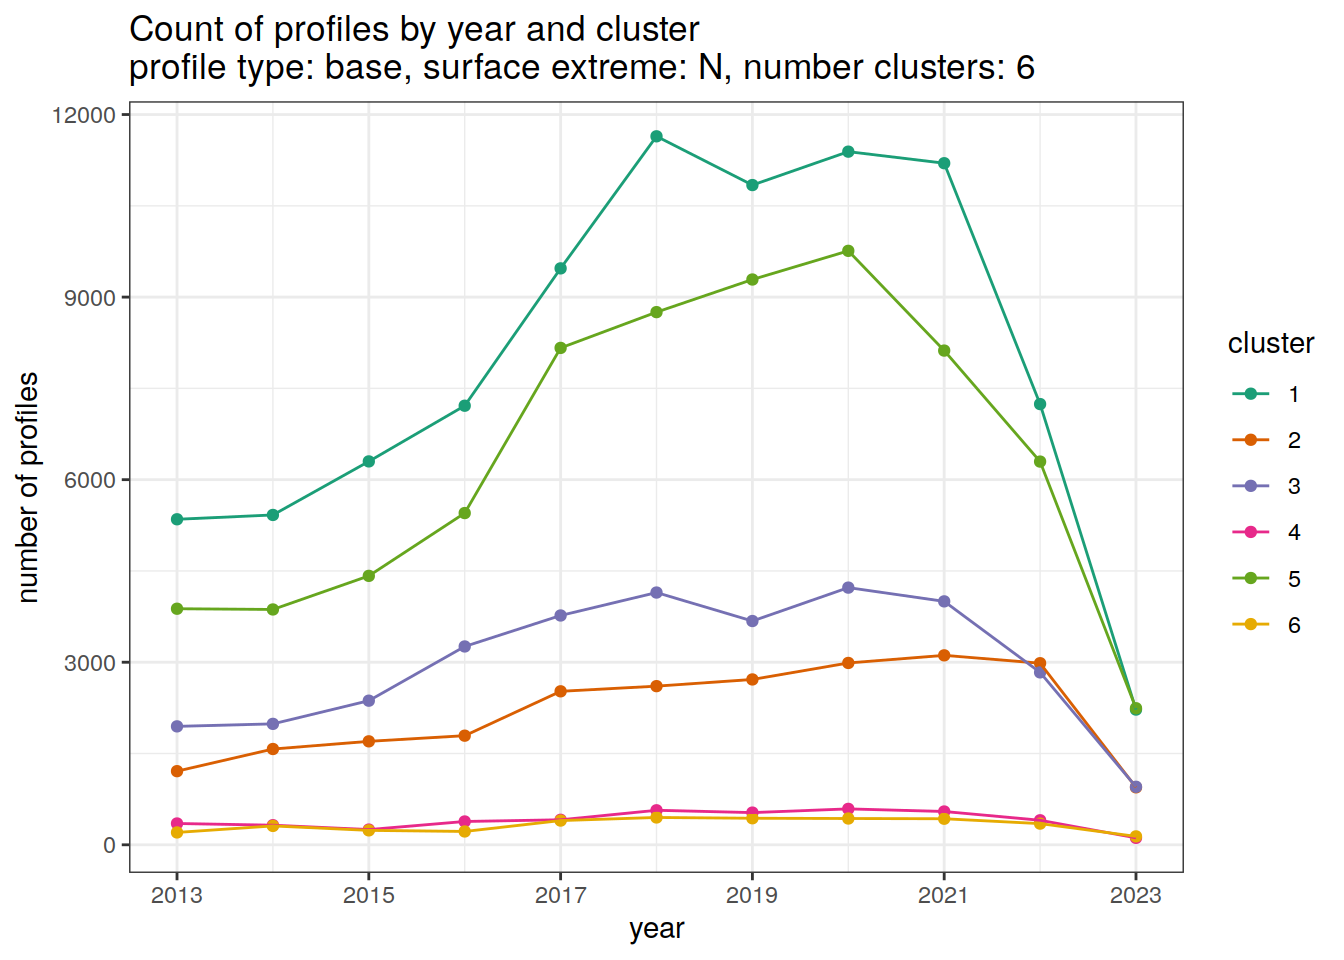 Count of profiles by year and cluster
profile type: base, surface extreme: N, number clusters: 6
12000
9000
6000
3000
0
number of profiles
2013 2015 2017 2019 2021 2023
year
cluster
1
2
3
4
5
6